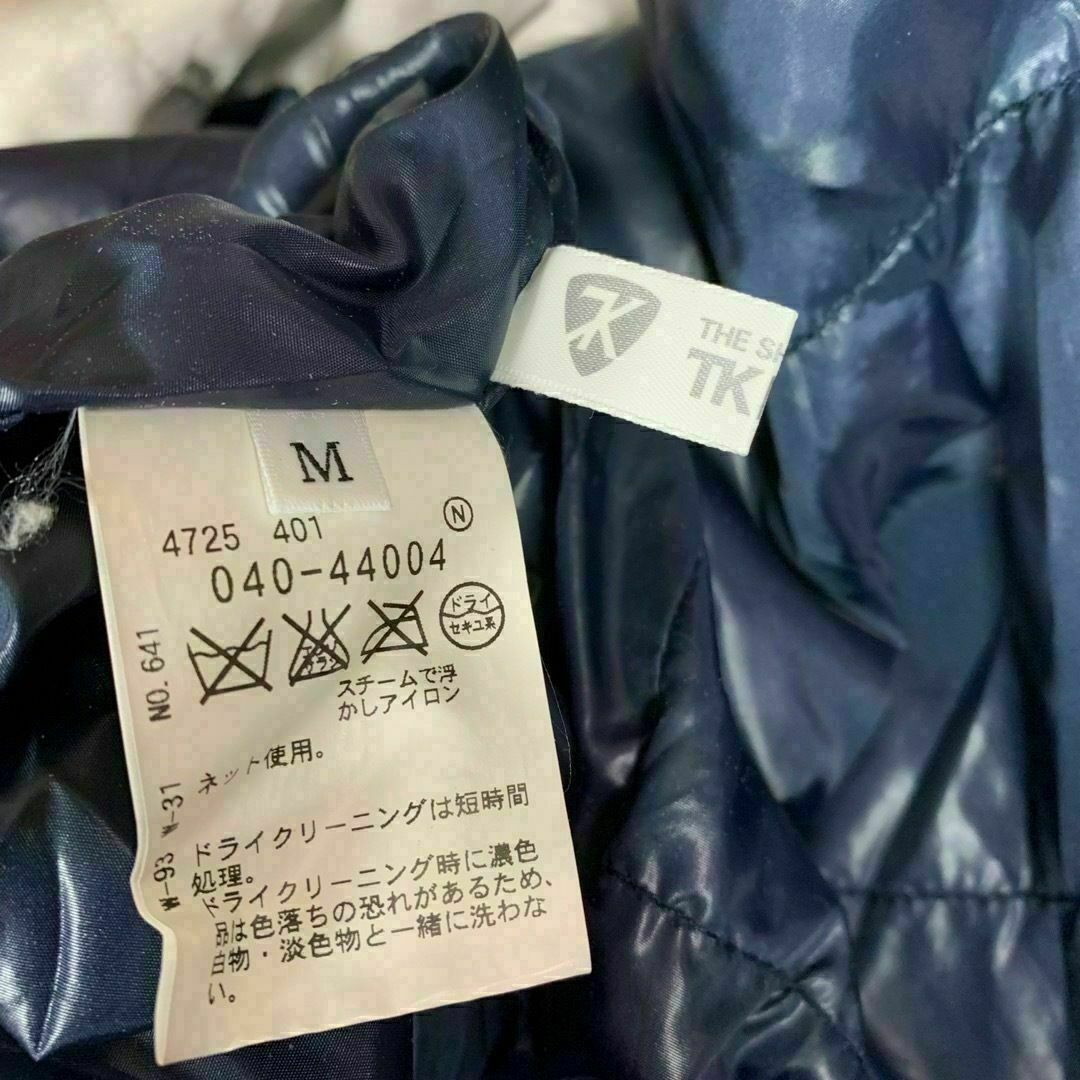 K
THE S
TK
M
4725 401
N
040-44004
ドライ
セキユ系
スチームで浮
かしアイロン
NO. 641
W-93 W-31
ネット使用。
ドライクリーニングは短時間
処理。
ドライクリーニング時に濃色
品は色落ちの恐れがあるため、
白物・淡色物と一緒に洗わな
い。